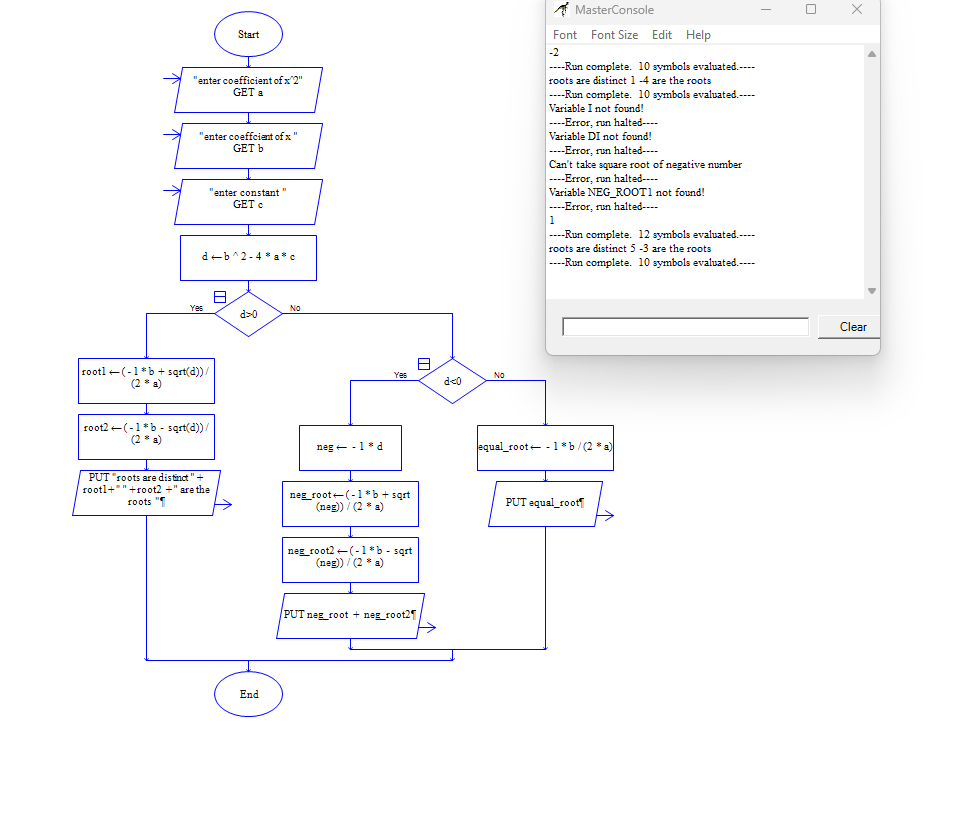 Start
"enter coefficient of x^2"
GET a
"enter coeffcient of x "
GET b
"enter constant "
GET c
d ← b ^ 2 - 4 * a * c
d>0
Yes
No
root1 ← ( - 1 * b + sqrt(d)) /
(2 * a)
root2 ← ( - 1 * b - sqrt(d)) /
(2 * a)
PUT "roots are distinct " +
root1+" " +root2 +" are the
roots "¶
d<0
Yes
No
neg ← - 1 * d
neg_root ← ( - 1 * b + sqrt
(neg)) / (2 * a)
neg_root2 ← ( - 1 * b - sqrt
(neg)) / (2 * a)
PUT neg_root + neg_root2¶
equal_root ← - 1 * b / (2 * a)
PUT equal_root¶
End
MasterConsole
Font Font Size Edit Help
-2
----Run complete. 10 symbols evaluated.----
roots are distinct 1 -4 are the roots
----Run complete. 10 symbols evaluated.----
Variable I not found!
----Error, run halted----
Variable DI not found!
----Error, run halted----
Can't take square root of negative number
----Error, run halted----
Variable NEG_ROOT1 not found!
----Error, run halted----
1
----Run complete. 12 symbols evaluated.----
roots are distinct 5 -3 are the roots
----Run complete. 10 symbols evaluated.----
Clear